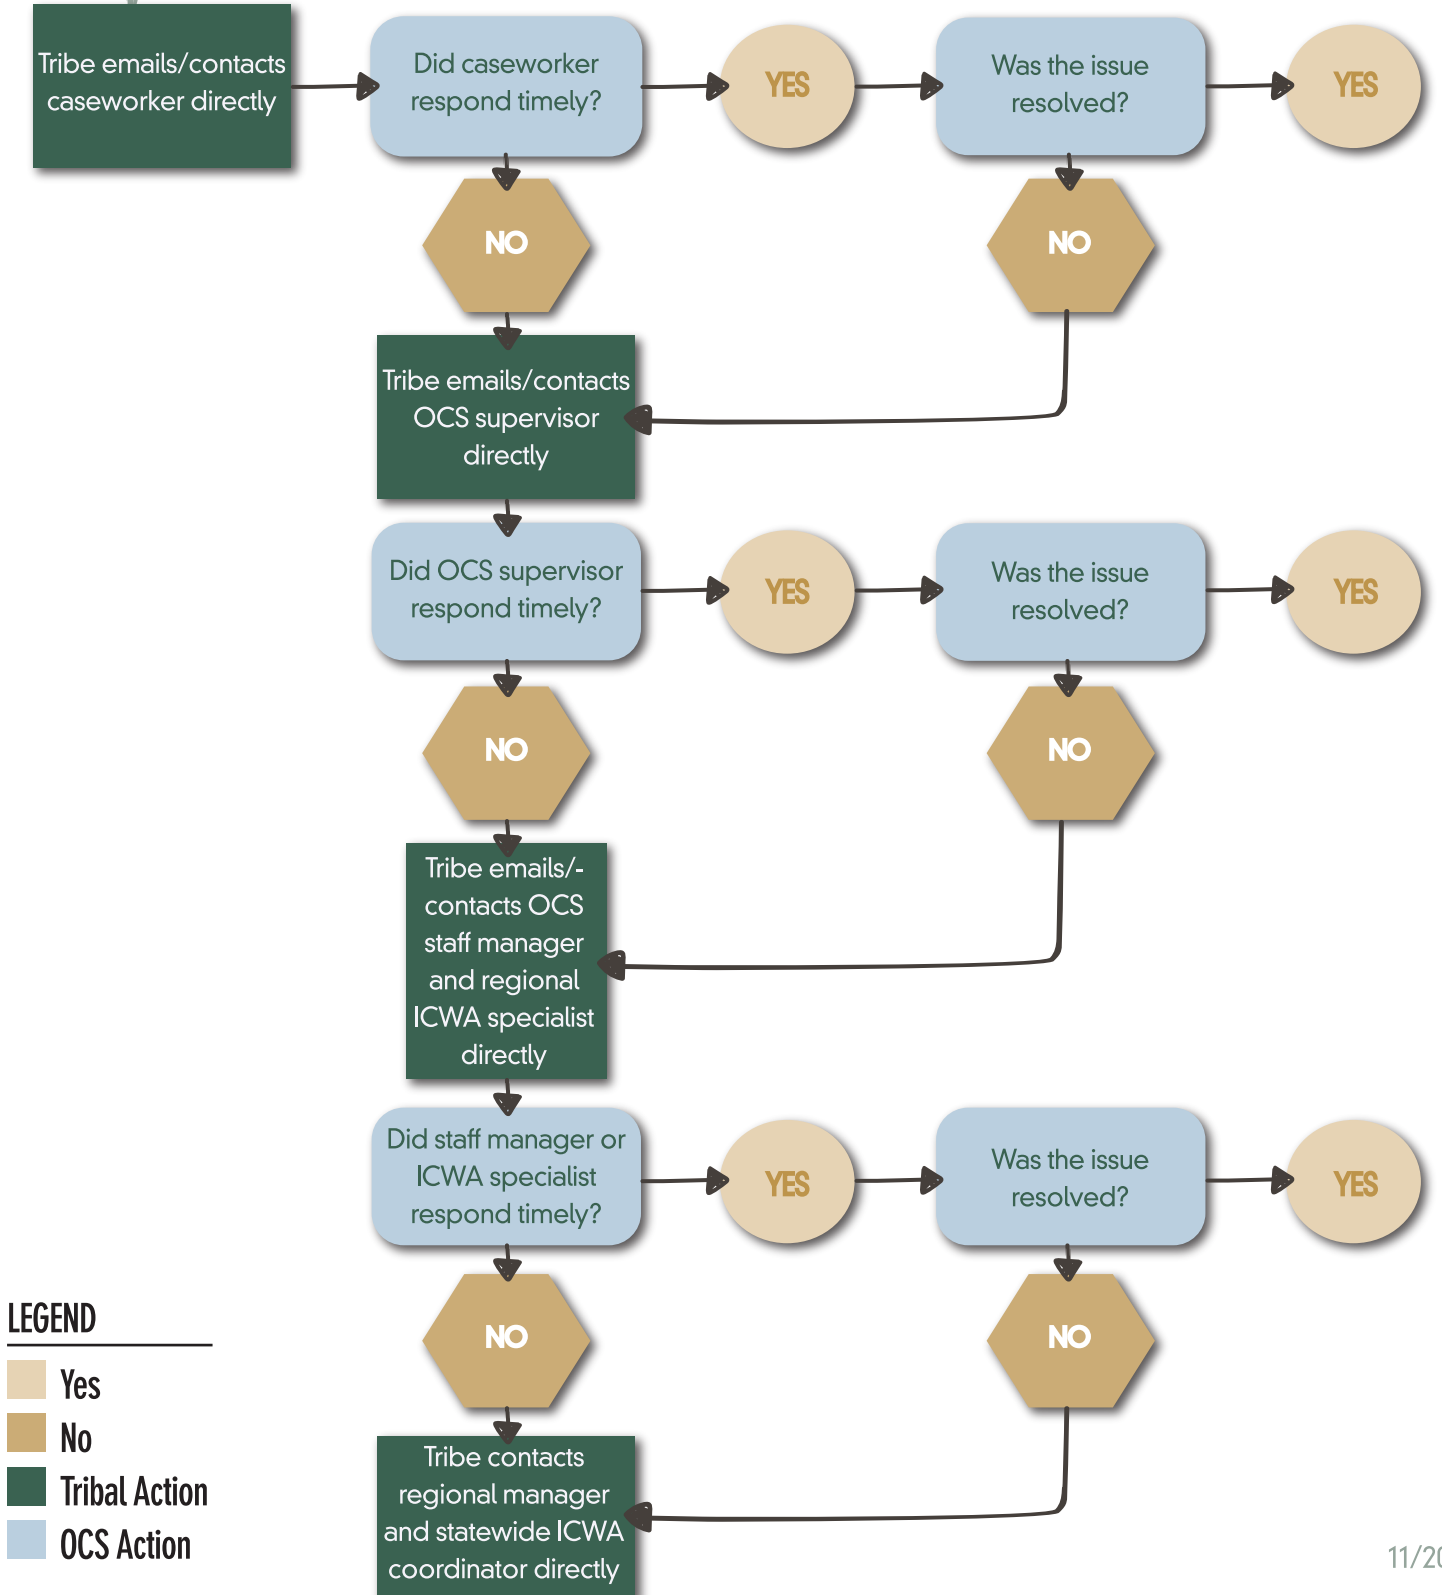 Tribe emails/contacts
caseworker directly
Did caseworker
respond timely?
YES
Was the issue
resolved?
YES
NO
NO
Tribe emails/contacts
OCS supervisor
directly
Did OCS supervisor
respond timely?
YES
Was the issue
resolved?
YES
NO
NO
Tribe emails/-
contacts OCS
staff manager
and regional
ICWA specialist
directly
Did staff manager or
ICWA specialist
respond timely?
YES
Was the issue
resolved?
YES
NO
NO
Tribe contacts
regional manager
and statewide ICWA
coordinator directly
LEGEND
Yes
No
Tribal Action
OCS Action